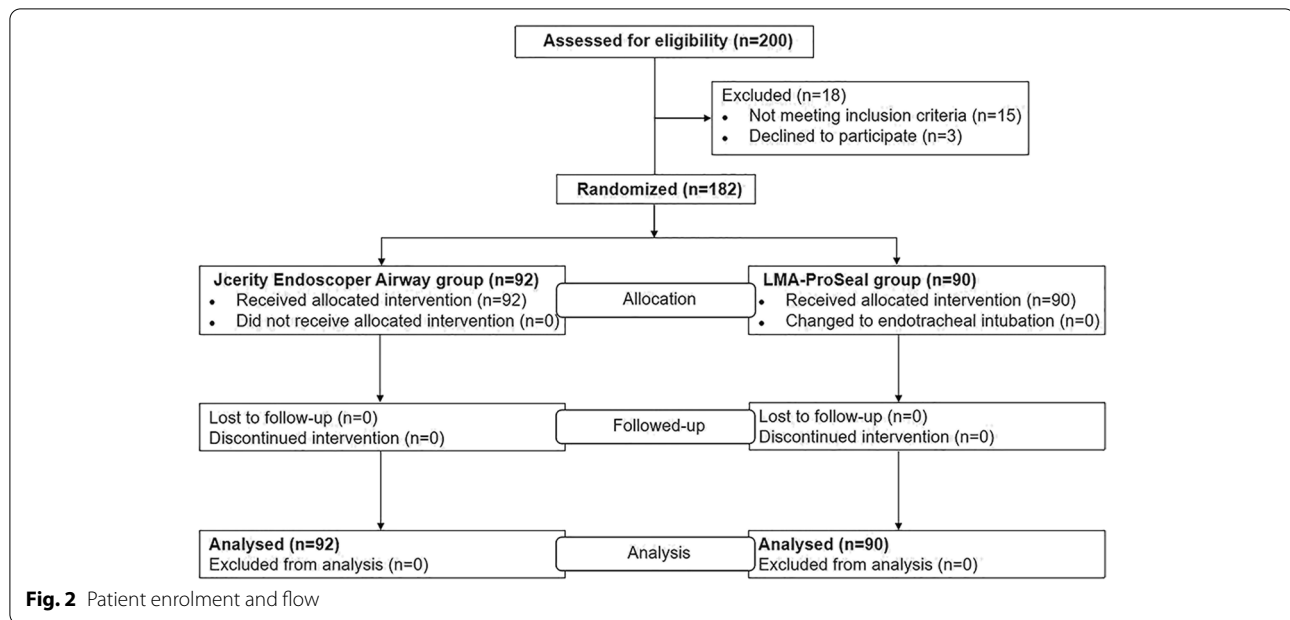 Assessed for eligibility (n=200)
Excluded (n=18)
• Not meeting inclusion criteria (n=15)
• Declined to participate (n=3)
Randomized (n=182)
Jcerity Endoscoper Airway group (n=92)
• Received allocated intervention (n=92)
• Did not receive allocated intervention (n=0)
Allocation
LMA-ProSeal group (n=90)
• Received allocated intervention (n=90)
• Changed to endotracheal intubation (n=0)
Lost to follow-up (n=0)
Discontinued intervention (n=0)
Followed-up
Lost to follow-up (n=0)
Discontinued intervention (n=0)
Analysed (n=92)
Excluded from analysis (n=0)
Analysis
Analysed (n=90)
Excluded from analysis (n=0)
Fig. 2 Patient enrolment and flow